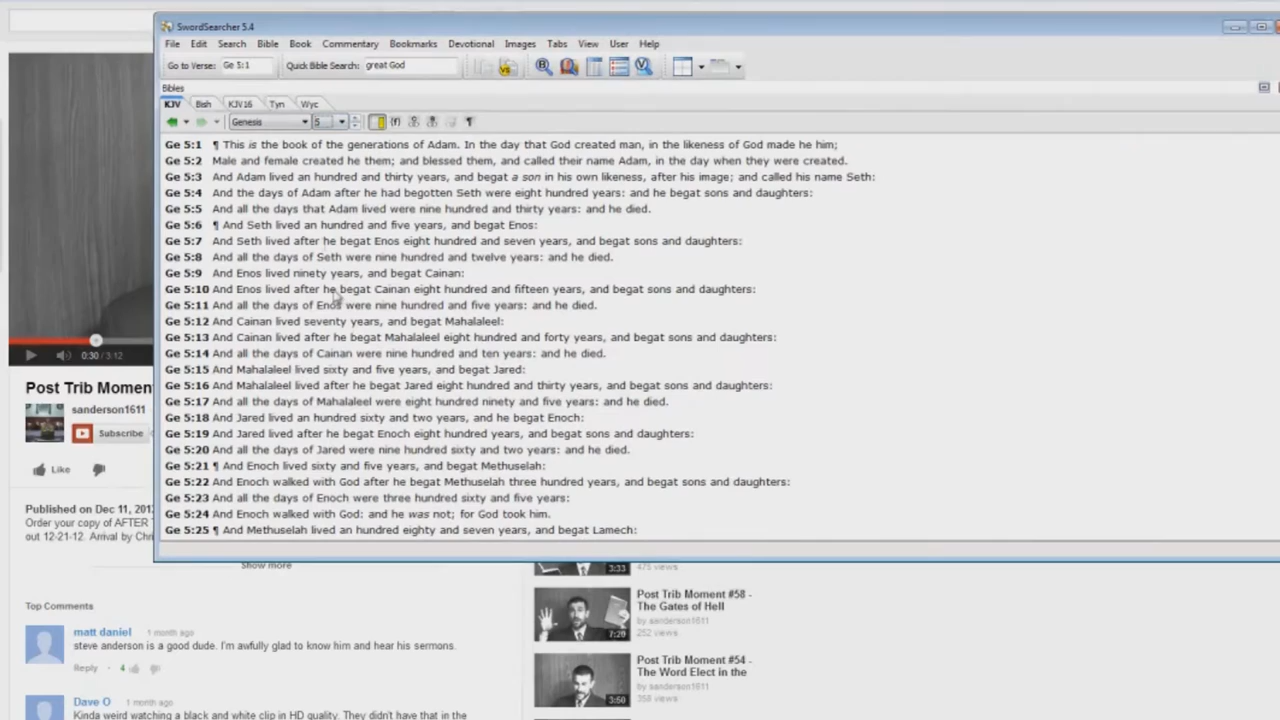 SwordSearcher 5.4
File Edit Search Bible Book Commentary Bookmarks Devotional Images Tabs View User Help
Go to Verse: Ge 5:1 Quick Bible Search: great God
Bibles
KJV Bish KJV16 Tyn Wyc
Genesis 5
Ge 5:1 ¶ This is the book of the generations of Adam. In the day that God created man, in the likeness of God made he him;
Ge 5:2 Male and female created he them; and blessed them, and called their name Adam, in the day when they were created.
Ge 5:3 And Adam lived an hundred and thirty years, and begat a son in his own likeness, after his image; and called his name Seth:
Ge 5:4 And the days of Adam after he had begotten Seth were eight hundred years: and he begat sons and daughters:
Ge 5:5 And all the days that Adam lived were nine hundred and thirty years: and he died.
Ge 5:6 ¶ And Seth lived an hundred and five years, and begat Enos:
Ge 5:7 And Seth lived after he begat Enos eight hundred and seven years, and begat sons and daughters:
Ge 5:8 And all the days of Seth were nine hundred and twelve years: and he died.
Ge 5:9 And Enos lived ninety years, and begat Cainan:
Ge 5:10 And Enos lived after he begat Cainan eight hundred and fifteen years, and begat sons and daughters:
Ge 5:11 And all the days of Enos were nine hundred and five years: and he died.
Ge 5:12 And Cainan lived seventy years, and begat Mahalaleel:
Ge 5:13 And Cainan lived after he begat Mahalaleel eight hundred and forty years, and begat sons and daughters:
Ge 5:14 And all the days of Cainan were nine hundred and ten years: and he died.
Ge 5:15 And Mahalaleel lived sixty and five years, and begat Jared:
Ge 5:16 And Mahalaleel lived after he begat Jared eight hundred and thirty years, and begat sons and daughters:
Ge 5:17 And all the days of Mahalaleel were eight hundred ninety and five years: and he died.
Ge 5:18 And Jared lived an hundred sixty and two years, and he begat Enoch:
Ge 5:19 And Jared lived after he begat Enoch eight hundred years, and begat sons and daughters:
Ge 5:20 And all the days of Jared were nine hundred sixty and two years: and he died.
Ge 5:21 ¶ And Enoch lived sixty and five years, and begat Methuselah:
Ge 5:22 And Enoch walked with God after he begat Methuselah three hundred years, and begat sons and daughters:
Ge 5:23 And all the days of Enoch were three hundred sixty and five years:
Ge 5:24 And Enoch walked with God: and he was not; for God took him.
Ge 5:25 ¶ And Methuselah lived an hundred eighty and seven years, and begat Lamech:
0:30 / 3:12
Post Trib Moment
sanderson1611
Subscribe
Like
Published on Dec 11, 201
Order your copy of AFTER
out 12-21-12. Arrival by Chri
Show more
Top Comments
matt daniel 1 month ago
steve anderson is a good dude. I'm awfully glad to know him and hear his sermons.
Reply · 4
Dave O 1 month ago
Kinda weird watching a black and white clip in HD quality. They didn't have that in the
3:33
475 views
7:29
Post Trib Moment #58 -
The Gates of Hell
by sanderson1611
252 views
3:50
Post Trib Moment #54 -
The Word Elect in the
by sanderson1611
358 views